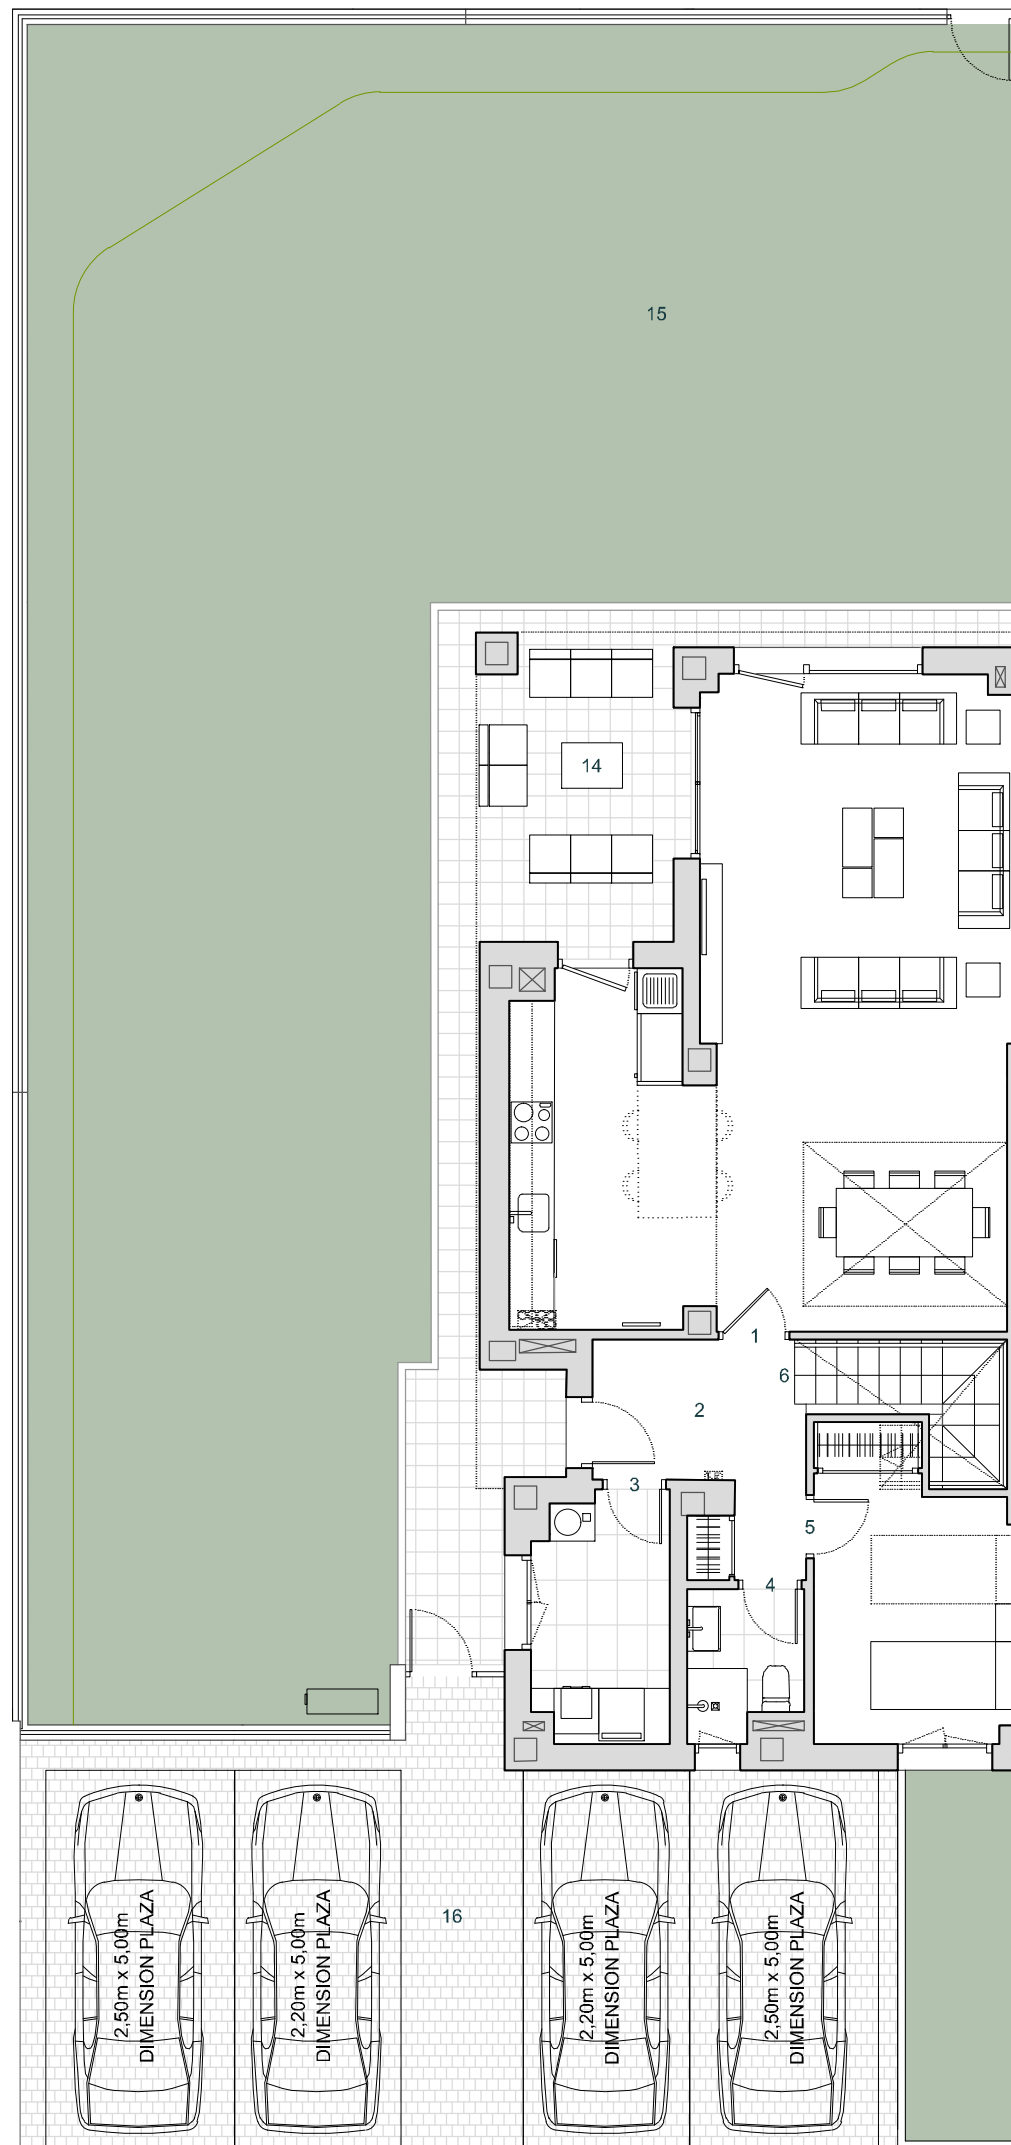 15
14
1
6
2
3
5
4
16
2,50m x 5,00m
DIMENSION PLAZA
2,20m x 5,00m
DIMENSION PLAZA
2,20m x 5,00m
DIMENSION PLAZA
2,50m x 5,00m
DIMENSION PLAZA